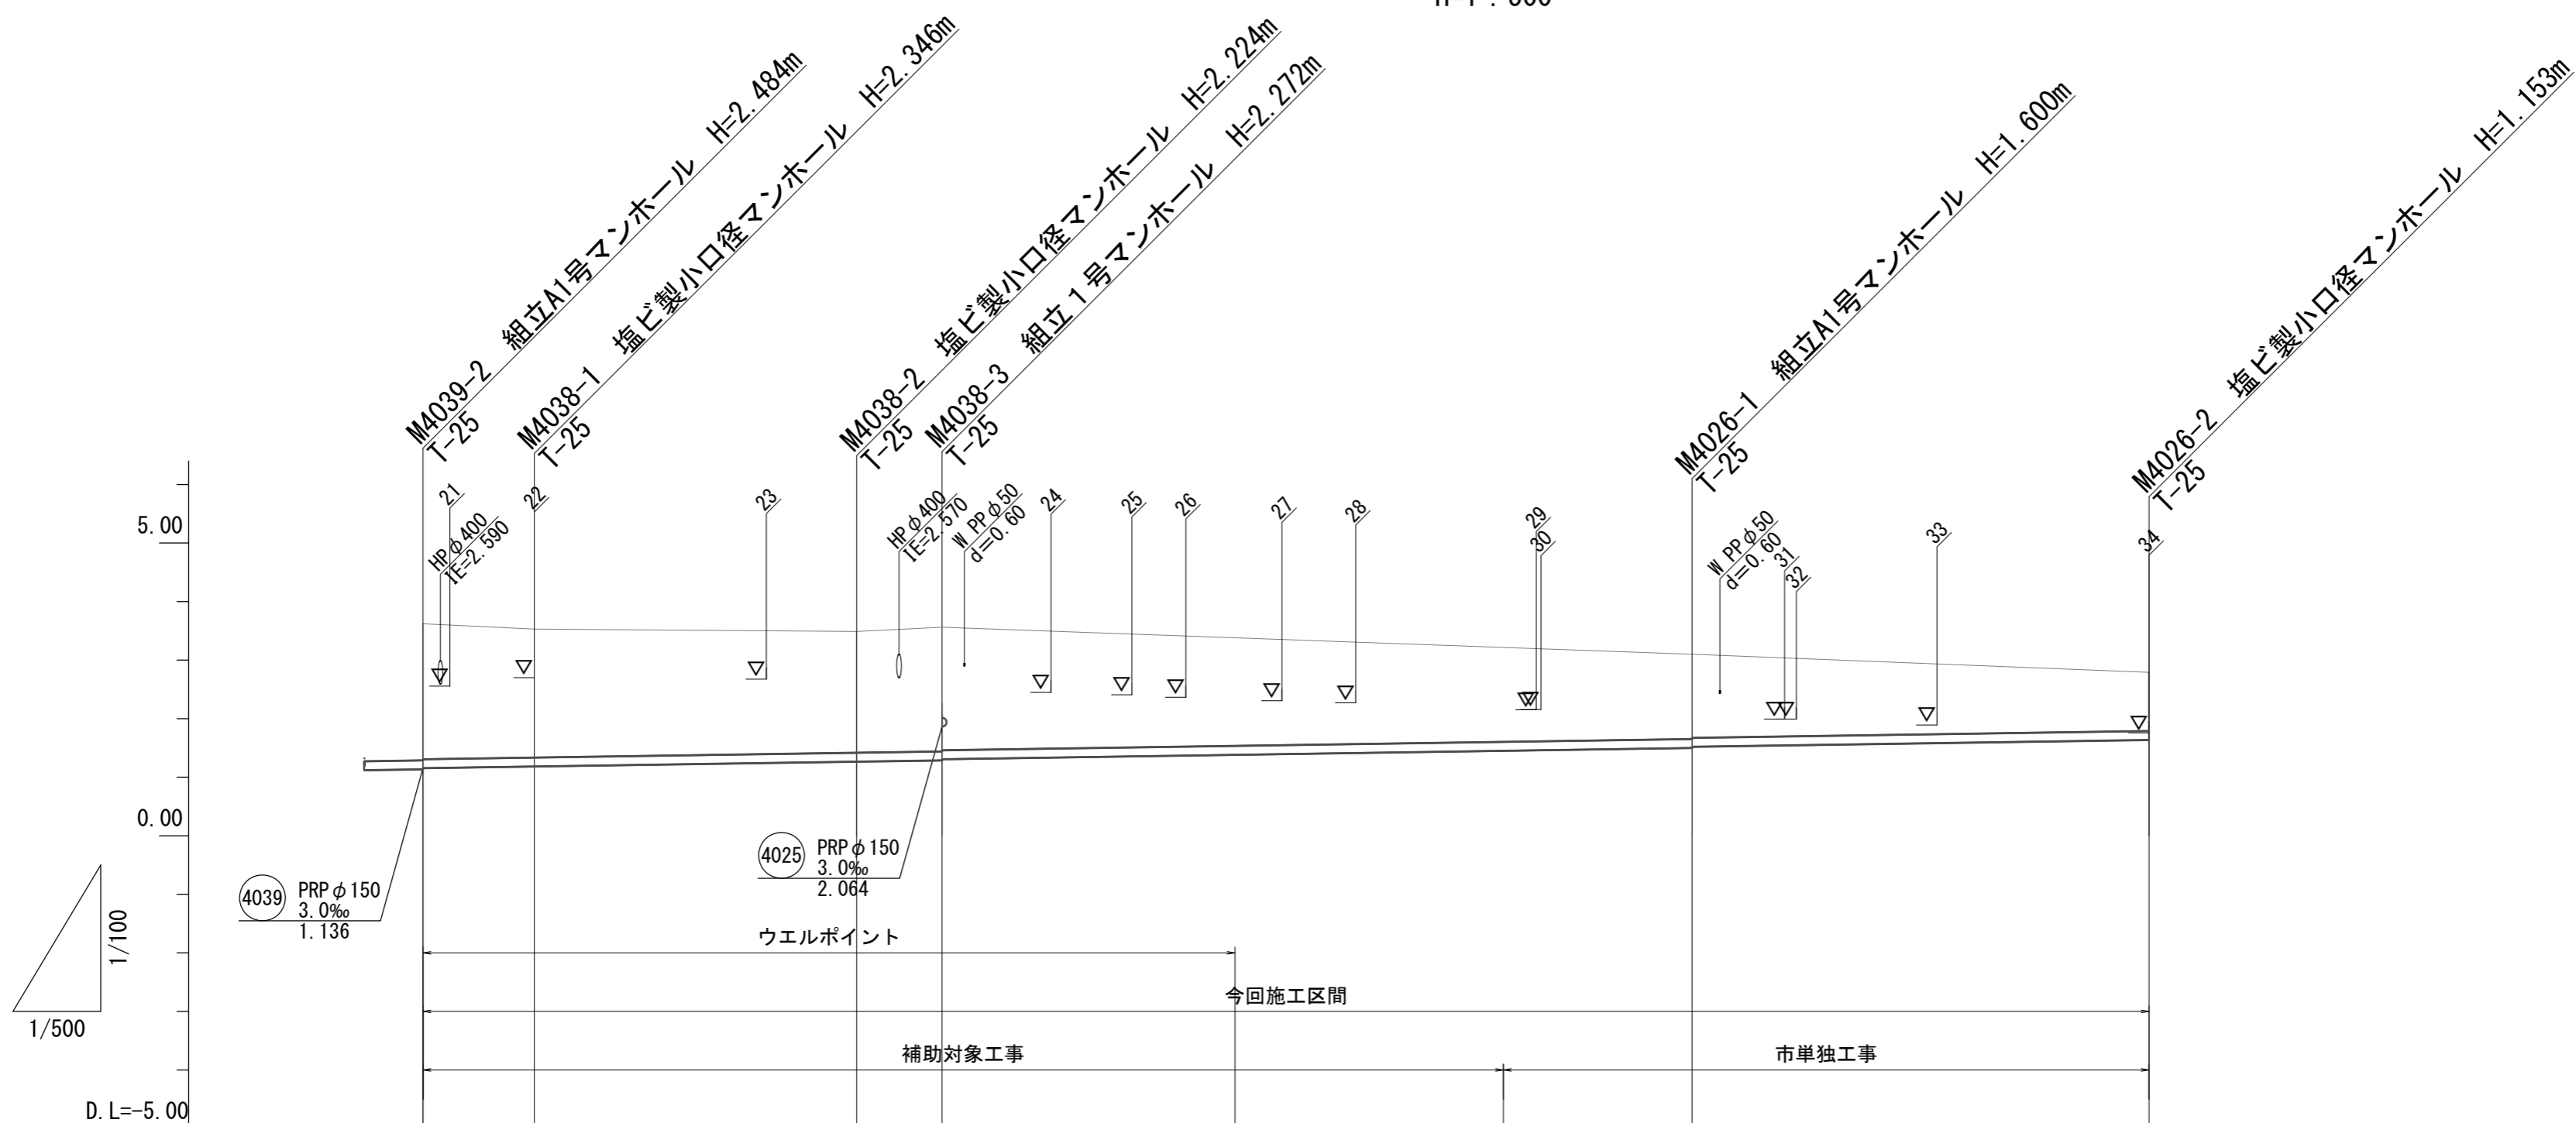 M4039-2 組立A1号マンホール H=2.484m
T-25
M4038-1 塩ビ製小口径マンホール H=2.346m
T-25
M4038-2 塩ビ製小口径マンホール H=2.224m
T-25
M4038-3 組立1号マンホール H=2.272m
T-25
M4026-1 組立A1号マンホール H=1.600m
T-25
M4026-2 塩ビ製小口径マンホール H=1.153m
T-25
21
HPφ400
IE=2.590
22
23
HPφ400
IE=2.570
W PPφ50
d=0.60
24
25
26
27
28
29
30
W PPφ50
d=0.60
31
32
33
34
5.00
0.00
D.L=-5.00
4025 PRPφ150
3.0‰
2.064
4039 PRPφ150
3.0‰
1.136
1/100
1/500
ウエルポイント
今回施工区間
補助対象工事
市単独工事